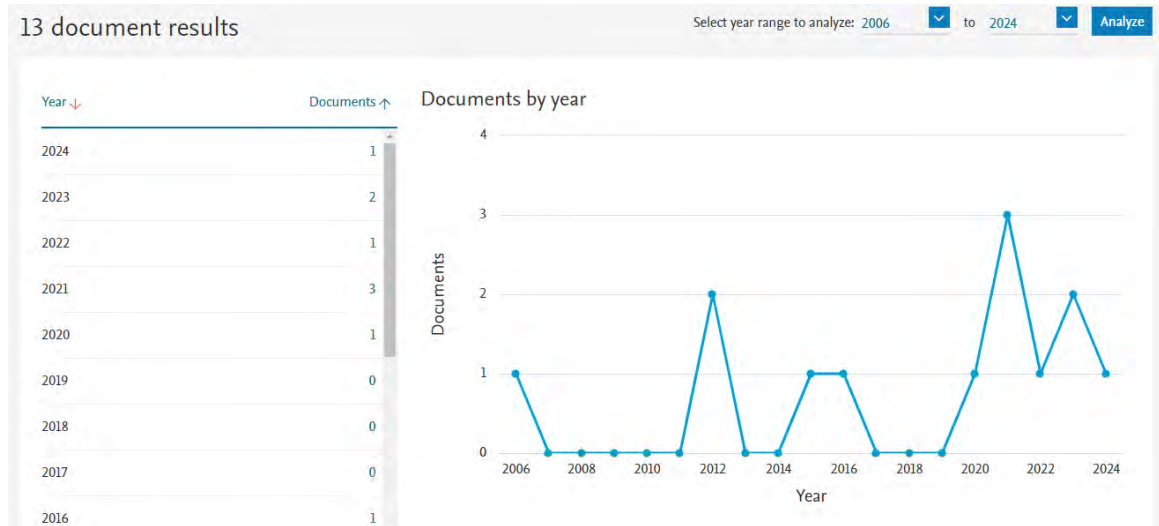 13 document results
Select year range to analyze: 2006 to 2024 Analyze
Year ↓ Documents ↑
2024 1
2023 2
2022 1
2021 3
2020 1
2019 0
2018 0
2017 0
2016 1
Documents by year
4
3
2
1
0
Documents
2006 2008 2010 2012 2014 2016 2018 2020 2022 2024
Year